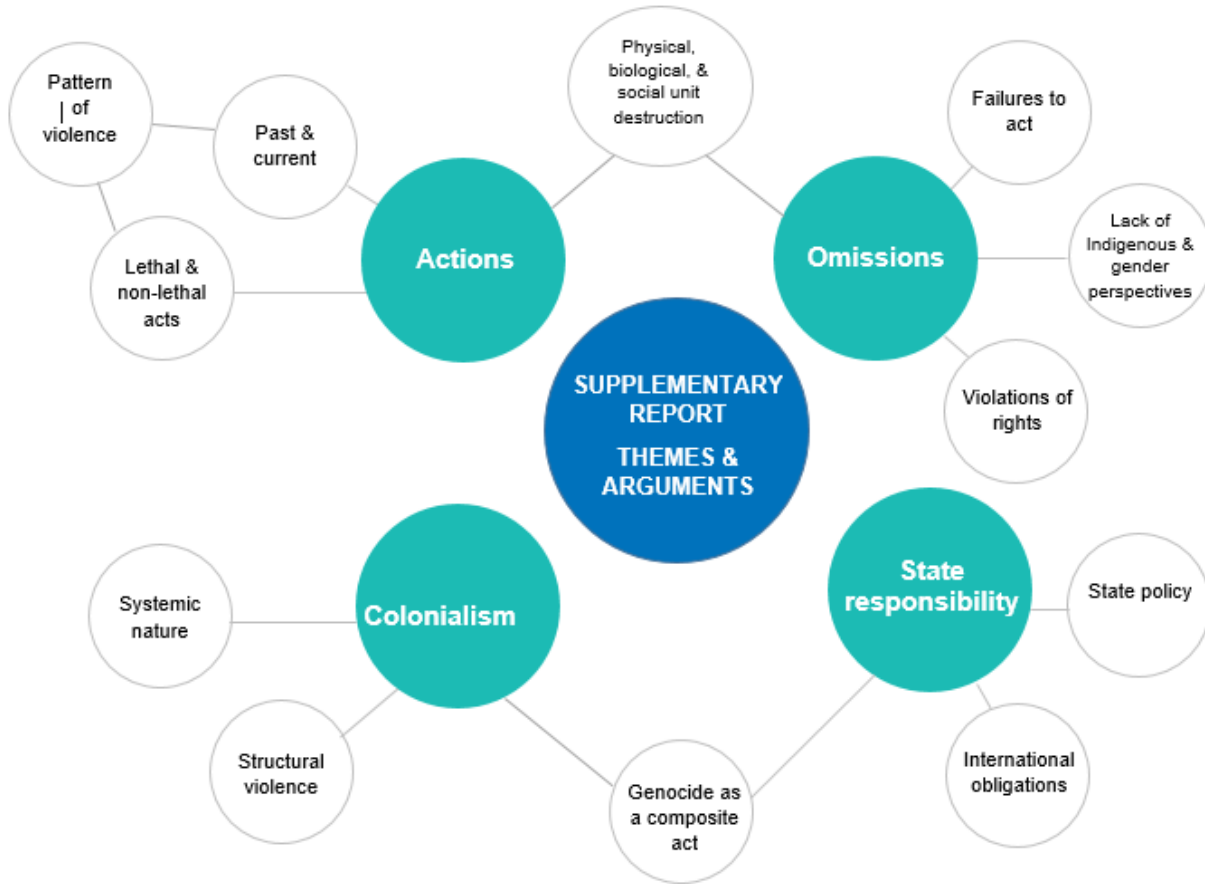 Physical,
biological, &
social unit
destruction
Pattern
of
violence
Past &
current
Failures to
act
Actions
Omissions
Lack of
Indigenous &
gender
perspectives
Lethal &
non-lethal
acts
SUPPLEMENTARY
REPORT
THEMES &
ARGUMENTS
Violations of
rights
Colonialism
State
responsibility
State policy
Systemic
nature
Structural
violence
Genocide as
a composite
act
International
obligations